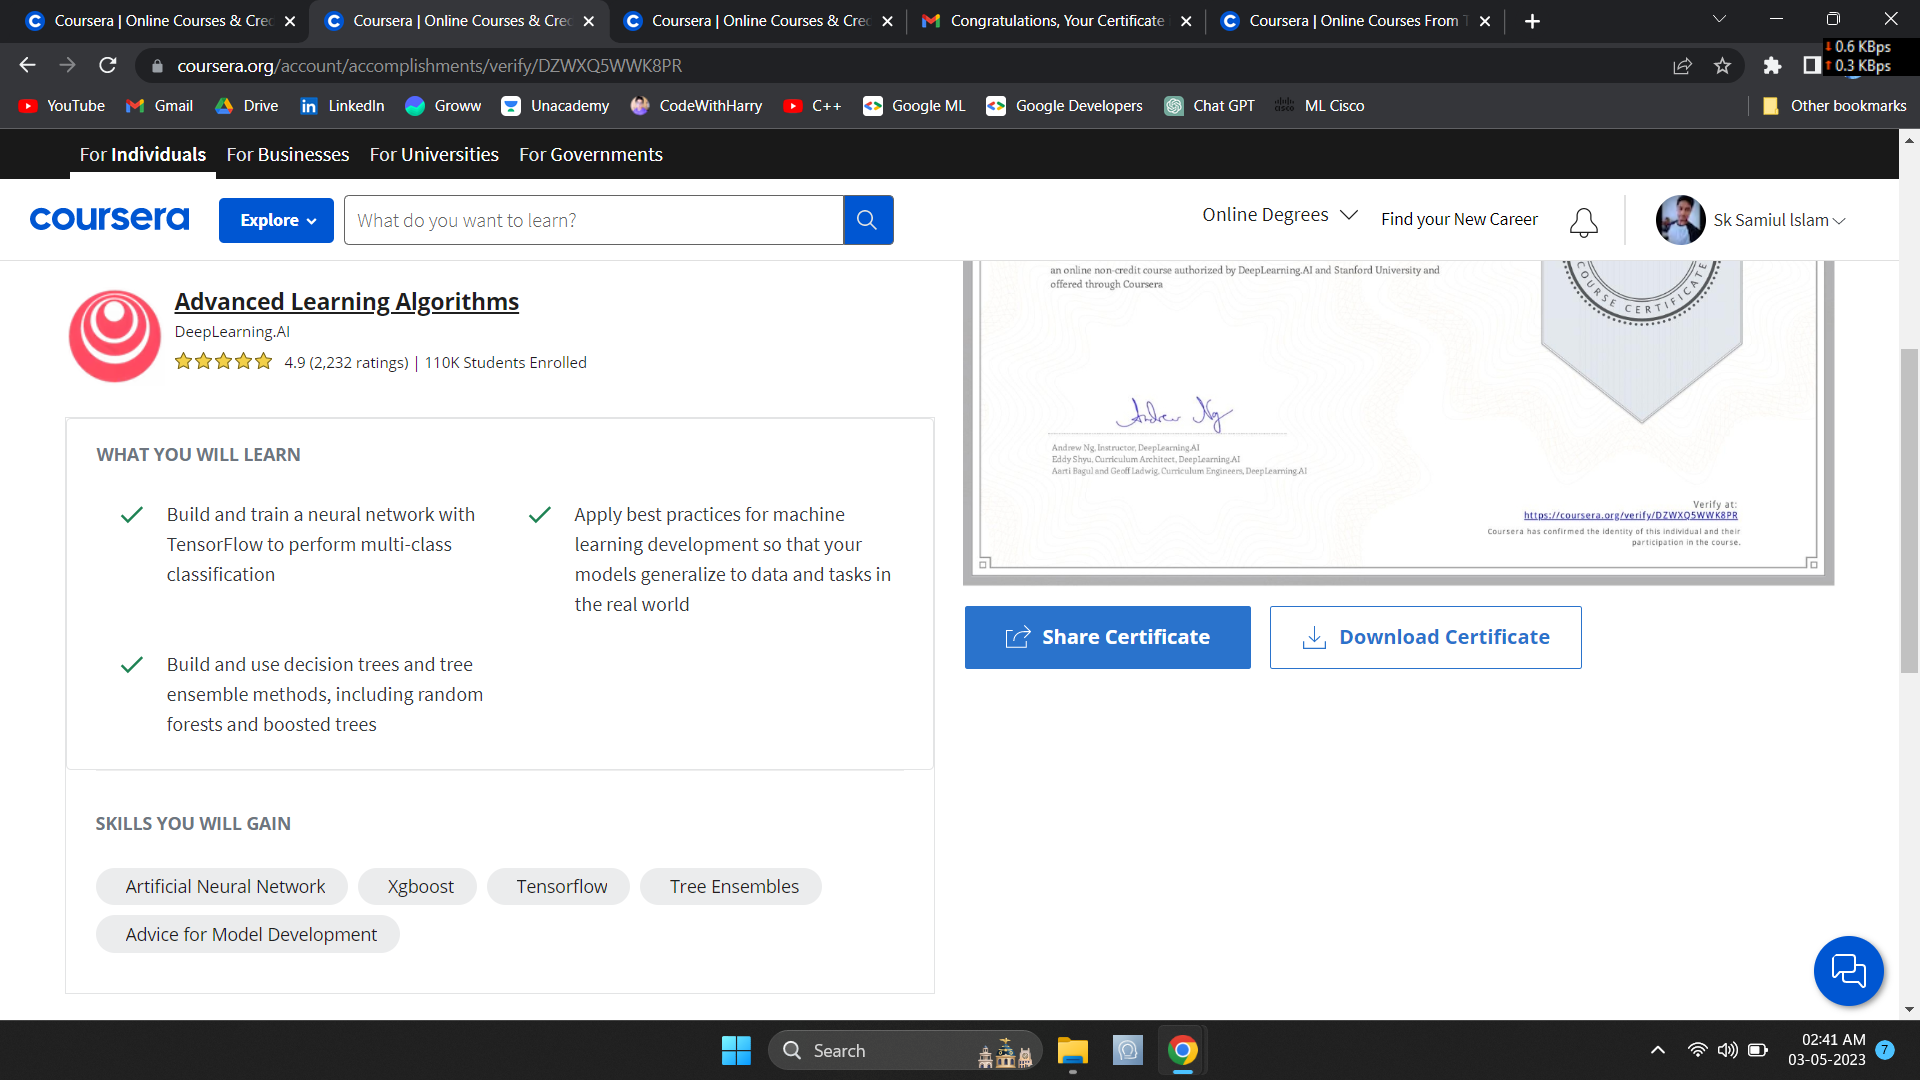 Coursera | Online Courses & Cre
Coursera | Online Courses & Cre
Coursera | Online Courses & Cre
Congratulations, Your Certificate
Coursera | Online Courses From
coursera.org/account/accomplishments/verify/DZWXQ5WWK8PR
0.6 KBps
0.3 KBps
YouTube Gmail Drive LinkedIn Groww Unacademy CodeWithHarry C++ Google ML Google Developers Chat GPT ML Cisco Other bookmarks
For Individuals For Businesses For Universities For Governments
coursera Explore What do you want to learn? Online Degrees Find your New Career Sk Samiul Islam
Advanced Learning Algorithms
DeepLearning.AI
4.9 (2,232 ratings) | 110K Students Enrolled
WHAT YOU WILL LEARN
Build and train a neural network with
TensorFlow to perform multi-class
classification
Apply best practices for machine
learning development so that your
models generalize to data and tasks in
the real world
Build and use decision trees and tree
ensemble methods, including random
forests and boosted trees
SKILLS YOU WILL GAIN
Artificial Neural Network Xgboost Tensorflow Tree Ensembles
Advice for Model Development
an online non-credit course authorized by DeepLearning.AI and Stanford University and
offered through Coursera
COURSE CERTIFICATE
Andrew Ng
Andrew Ng, Instructor, DeepLearning.AI
Eddy Shyu, Curriculum Architect, DeepLearning.AI
Aarti Bagul and Geoff Ladwig, Curriculum Engineers, DeepLearning.AI
Verify at:
https://coursera.org/verify/DZWXQ5WWK8PR
Coursera has confirmed the identity of this individual and their
participation in the course.
Share Certificate Download Certificate
Search
02:41 AM
03-05-2023
7